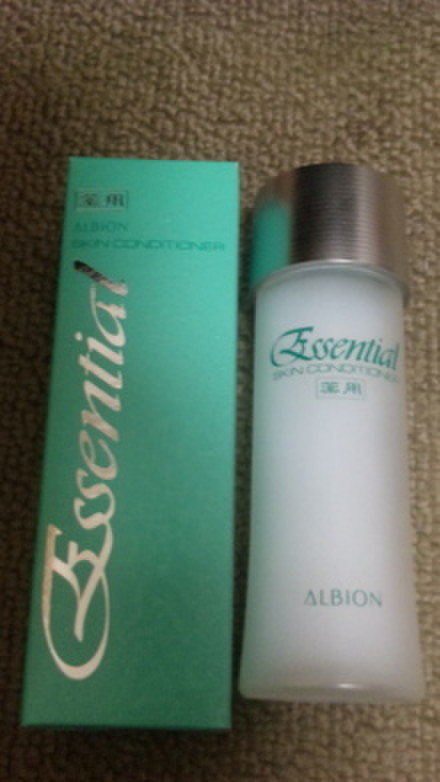 薬用
ALBION
SKIN CONDITIONER
Essential
Essential
SKIN CONDITIONER
薬用
ALBION